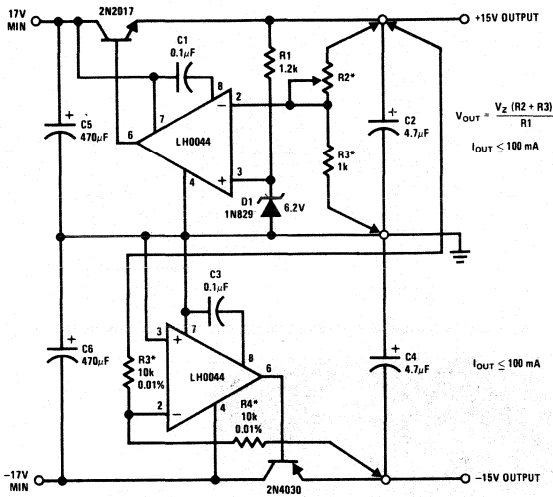 17V
MIN
2N2017
+15V OUTPUT
C1
0.1μF
R1
1.2k
R2*
8
7
2
−
6
LH0044
+
3
4
C5
470μF
+
C2
4.7μF
+
R3*
1k
D1
1N829
6.2V
VOUT = VZ (R2 + R3)
R1
IOUT ≤ 100 mA
C3
0.1μF
7
3
+
8
6
LH0044
2
−
4
R3*
10k
0.01%
R4*
10k
0.01%
C6
470μF
+
C4
4.7μF
+
IOUT ≤ 100 mA
−17V
MIN
2N4030
−15V OUTPUT